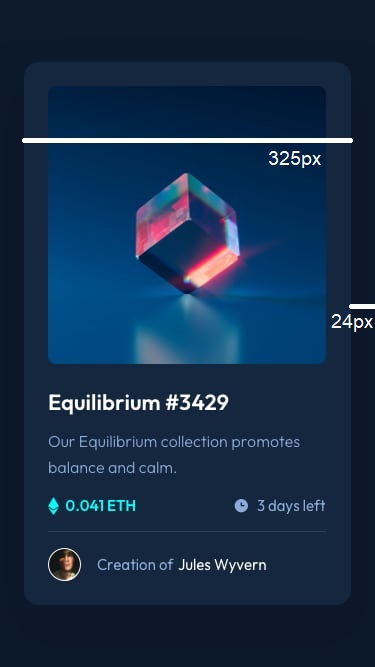 325px
24px
Equilibrium #3429
Our Equilibrium collection promotes
balance and calm.
0.041 ETH
3 days left
Creation of Jules Wyvern